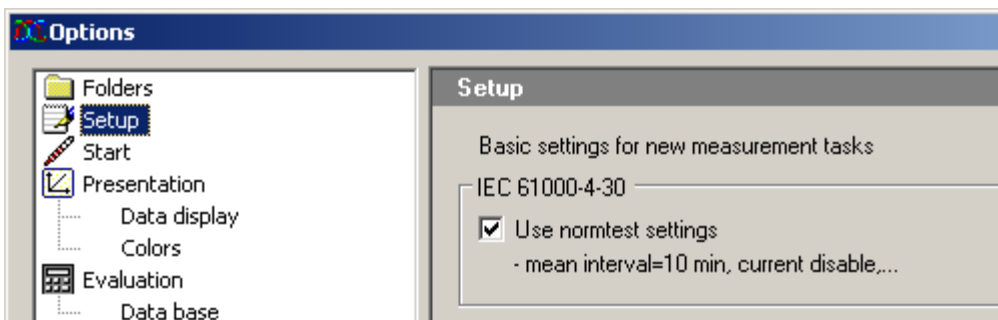 Options
Folders
Setup
Start
Presentation
Data display
Colors
Evaluation
Data base
Setup
Basic settings for new measurement tasks
IEC 61000-4-30
Use normtest settings
- mean interval=10 min, current disable,...